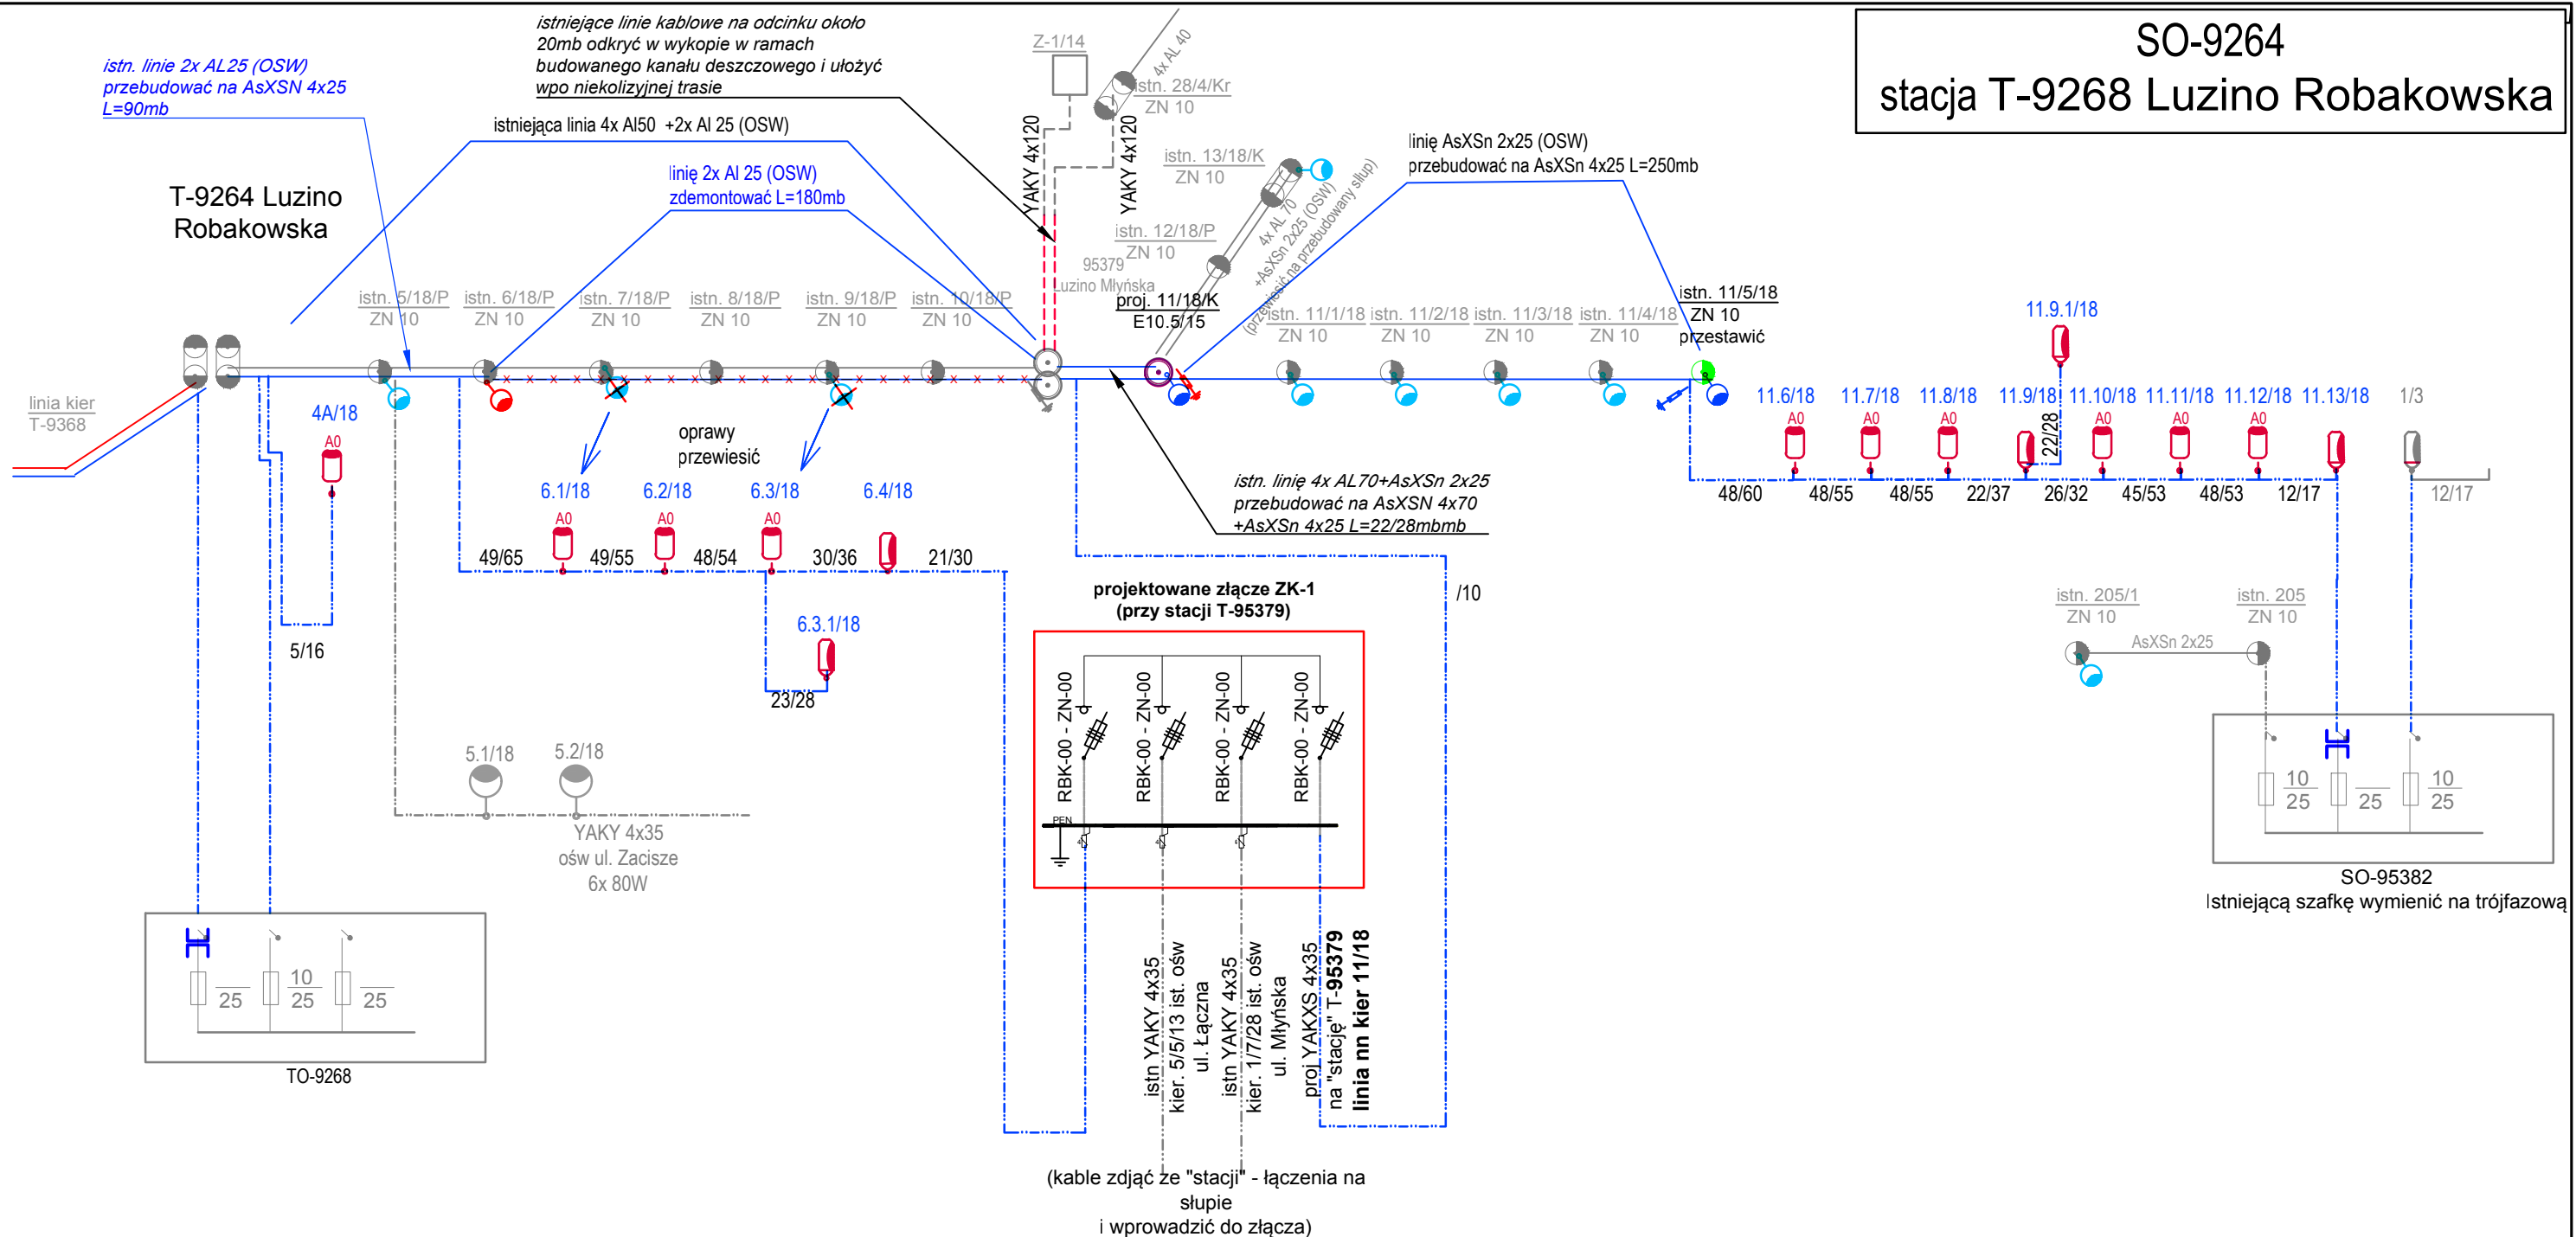 SO-9264
stacja T-9268 Luzino Robakowska
istn. linie 2x AL25 (OSW)
przebudować na AsXSN 4x25
L=90mb
istniejące linie kablowe na odcinku około
20mb odkryć w wykopie w ramach
budowanego kanału deszczowego i ułożyć
wpo niekolizyjnej trasie
istniejąca linia 4x Al50 +2x Al 25 (OSW)
linię 2x Al 25 (OSW)
zdemontować L=180mb
T-9264 Luzino
Robakowska
Z-1/14
4x AL 40
istn. 28/4/Kr
ZN 10
YAKY 4x120
YAKY 4x120
istn. 13/18/K
ZN 10
istn. 12/18/P
ZN 10
4x AL 70
+AsXSn 2x25 (OSW)
(przewiesić na przebudowany słup)
95379
Luzino Młyńska
proj. 11/18/K
E10.5/15
linię AsXSn 2x25 (OSW)
przebudować na AsXSn 4x25 L=250mb
istn. 5/18/P
ZN 10
istn. 6/18/P
ZN 10
istn. 7/18/P
ZN 10
istn. 8/18/P
ZN 10
istn. 9/18/P
ZN 10
istn. 10/18/P
ZN 10
istn. 11/1/18
ZN 10
istn. 11/2/18
ZN 10
istn. 11/3/18
ZN 10
istn. 11/4/18
ZN 10
istn. 11/5/18
ZN 10
przestawić
linia kier
T-9368
4A/18
A0
5/16
oprawy
przewiesić
6.1/18
A0
6.2/18
A0
6.3/18
A0
6.4/18
49/65
49/55
48/54
30/36
21/30
6.3.1/18
23/28
istn. linię 4x AL70+AsXSn 2x25
przebudować na AsXSN 4x70
+AsXSn 4x25 L=22/28mbmb
11.9.1/18
22/28
11.6/18
A0
11.7/18
A0
11.8/18
A0
11.9/18
11.10/18
A0
11.11/18
A0
11.12/18
A0
11.13/18
1/3
48/60
48/55
48/55
22/37
26/32
45/53
48/53
12/17
12/17
5.1/18
5.2/18
YAKY 4x35
ośw ul. Zacisze
6x 80W
projektowane złącze ZK-1
(przy stacji T-95379)
/10
RBK-00 - ZN-00
RBK-00 - ZN-00
RBK-00 - ZN-00
RBK-00 - ZN-00
PEN
istn YAKY 4x35
kier. 5/5/13 ist. ośw
ul. Łączna
istn YAKY 4x35
kier. 1/7/28 ist. ośw
ul. Młyńska
proj YAKXS 4x35
na "stację" T-95379
linia nn kier 11/18
(kable zdjąć ze "stacji" - łączenia na
słupie
i wprowadzić do złącza)
istn. 205/1
ZN 10
AsXSn 2x25
istn. 205
ZN 10
10
25
25
10
25
SO-95382
Istniejącą szafkę wymienić na trójfazową
25
10
25
25
TO-9268